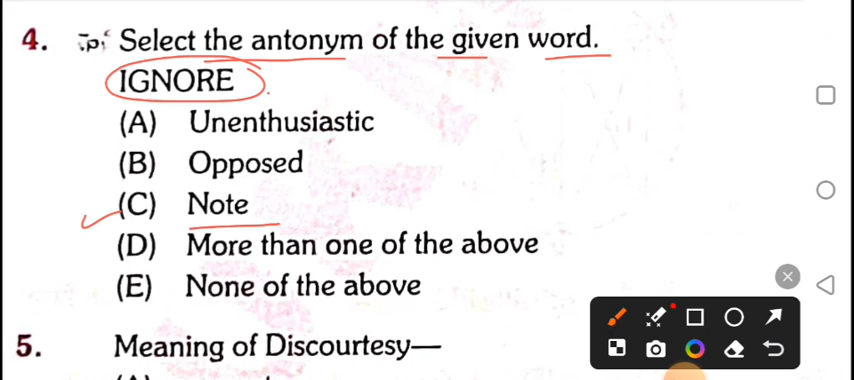 4. Select the antonym of the given word.
IGNORE
(A) Unenthusiastic
(B) Opposed
(C) Note
(D) More than one of the above
(E) None of the above
5. Meaning of Discourtesy—